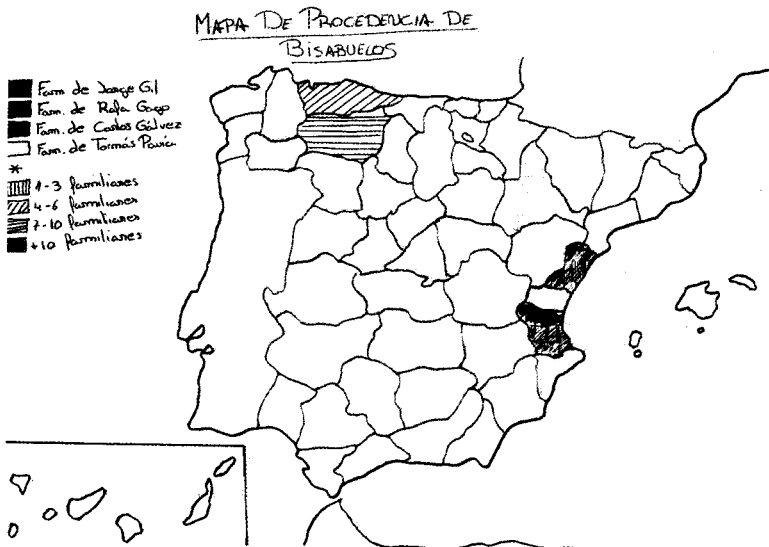 MAPA DE PROCEDENCIA DE
BISABUELOS
Fam de Jorge Gil
Fam. de Rafa Gago
Fam. de Carlos Gálvez
Fam. de Tomás
*
1-3 familiares
4-6 familiares
7-10 familiares
+10 familiares